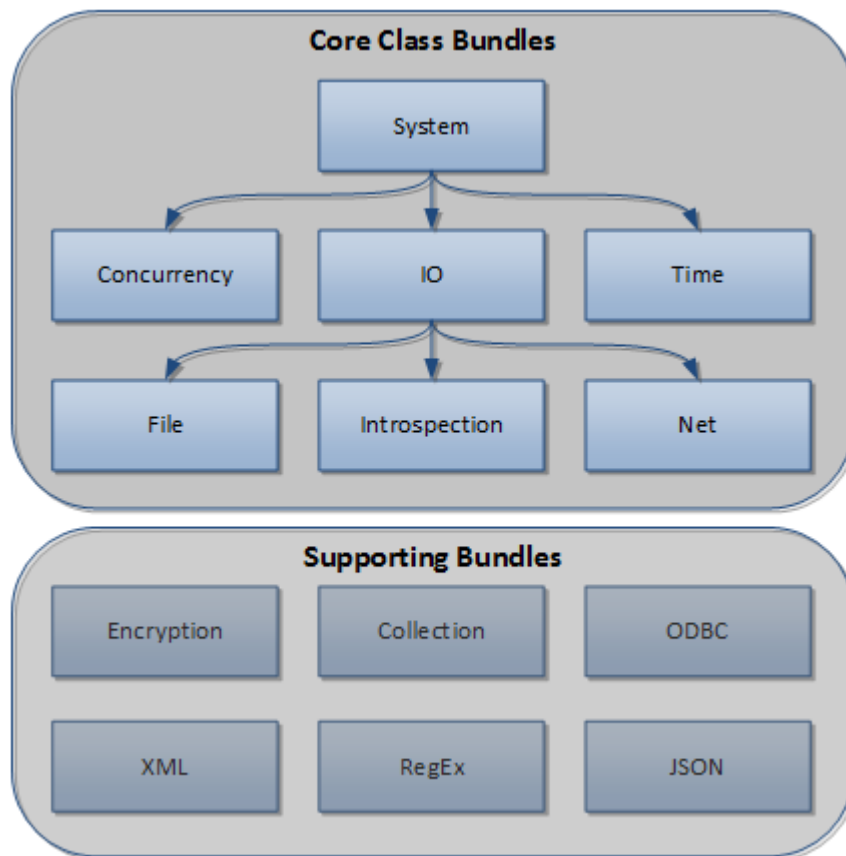 Core Class Bundles
System
Concurrency
IO
Time
File
Introspection
Net
Supporting Bundles
Encryption
Collection
ODBC
XML
RegEx
JSON